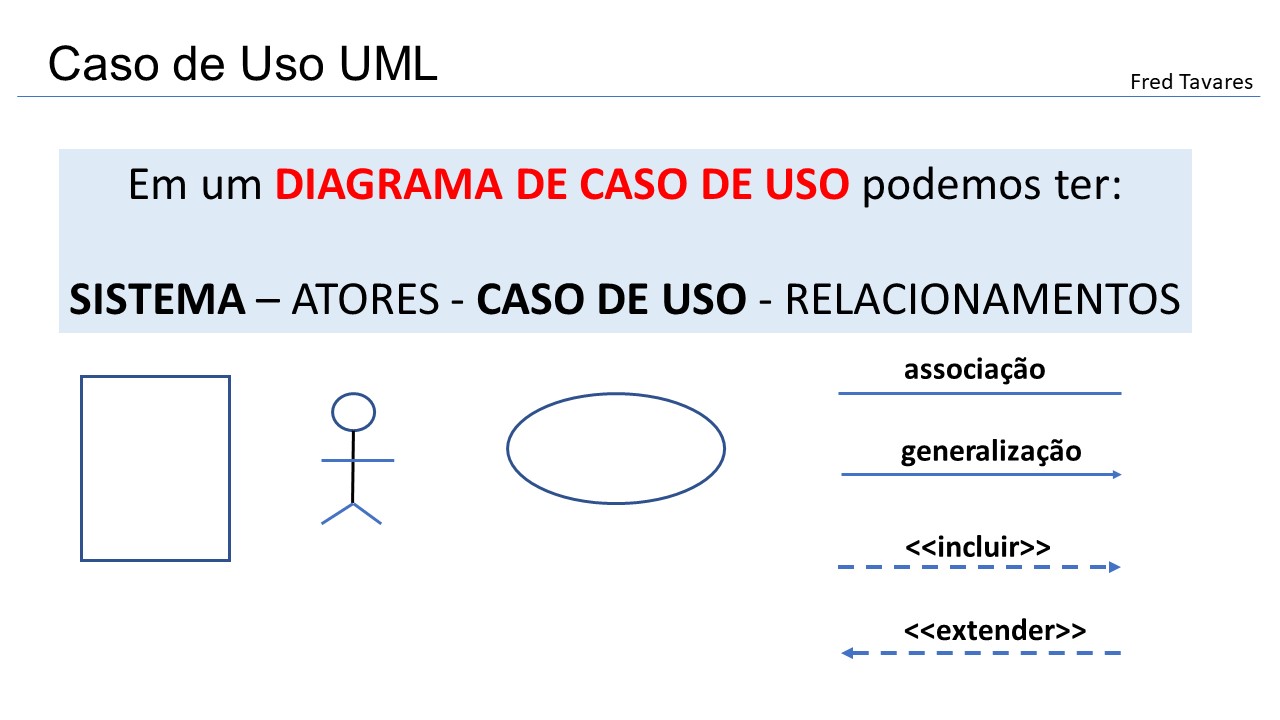 Caso de Uso UML
Fred Tavares
Em um DIAGRAMA DE CASO DE USO podemos ter:
SISTEMA – ATORES - CASO DE USO - RELACIONAMENTOS
associação
generalização
<<incluir>>
<<extender>>